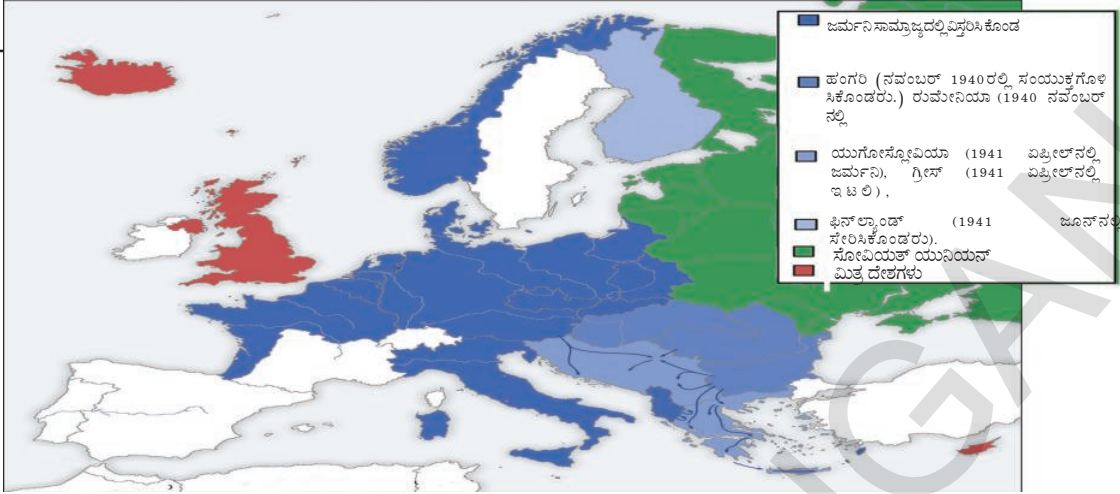 ಜರ್ಮನಿಸಾಮ್ರಾಜ್ಯದಲ್ಲಿವಿಸ್ತರಿಸಿಕೊಂಡ
ಹಂಗರಿ (ನವಂಬರ್ 1940ರಲ್ಲಿ ಸಂಯುಕ್ತಗೊಳಿ
ಸಿಕೊಂಡರು.) ರುಮೇನಿಯಾ (1940 ನವಂಬರ್
ನಲ್ಲಿ
ಯುಗೋಸ್ಲೋವಿಯಾ (1941 ಏಪ್ರೀಲ್‌ನಲ್ಲಿ
ಜರ್ಮನಿ), ಗ್ರೀಸ್ (1941 ಏಪ್ರೀಲ್‌ನಲ್ಲಿ
ಇಟಲಿ),
ಫಿನ್‌ಲ್ಯಾಂಡ್ (1941 ಜೂನ್‌ನಲ್ಲಿ
ಸೇರಿಸಿಕೊಂಡರು).
ಸೋವಿಯತ್ ಯುನಿಯನ್
ಮಿತ್ರ ದೇಶಗಳು